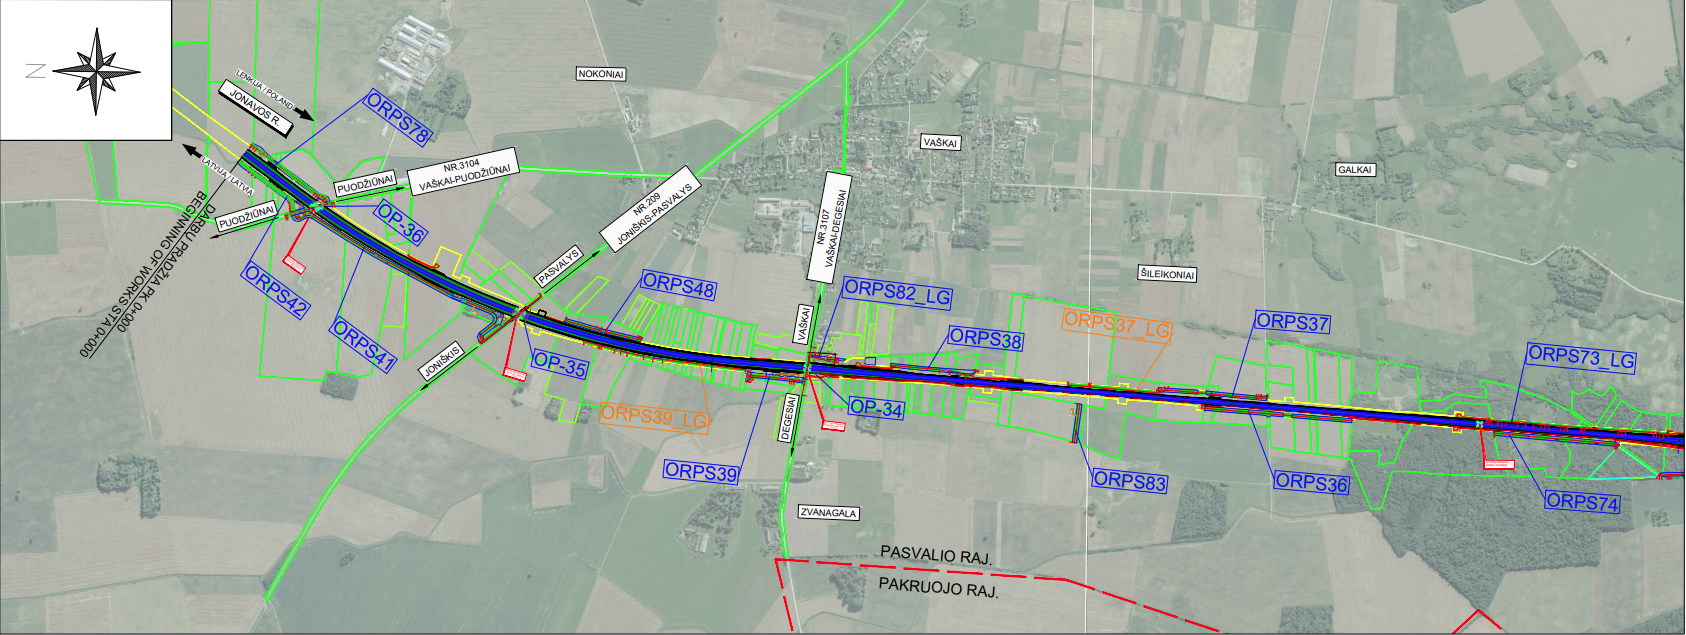 N
LENKIJA / POLAND
JONAVOS R.
LATVIJA / LATVIA
ORPS78
NOKONIAI
VAŠKAI
GALKAI
PUODŽIŪNAI
NR.3104
VAŠKAI-PUODŽIŪNAI
PUODŽIŪNAI
DARBŲ PRADŽIA PK 0+000
BEGINNING OF WORKS STA 0+000
OP-36
NR.209
JONIŠKIS-PASVALYS
NR.3107
VAŠKAI-DEGESIAI
PASVALYS
ORPS42
ORPS41
ORPS48
ORPS82_LG
ŠILEIKONIAI
JONIŠKIS
OP-35
VAŠKAI
ORPS38
ORPS37_LG
ORPS37
ORPS73_LG
ORPS39_LG
DEGESIAI
OP-34
ORPS39
ORPS83
ORPS36
ORPS74
ZVANAGALA
PASVALIO RAJ.
PAKRUOJO RAJ.